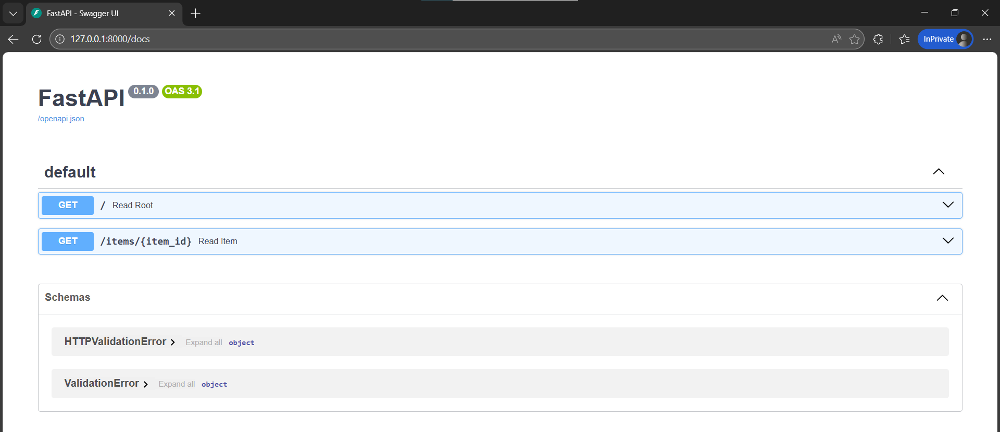 FastAPI - Swagger UI
127.0.0.1:8000/docs
InPrivate
FastAPI 0.1.0 OAS 3.1
/openapi.json
default
GET / Read Root
GET /items/{item_id} Read Item
Schemas
HTTPValidationError Expand all object
ValidationError Expand all object